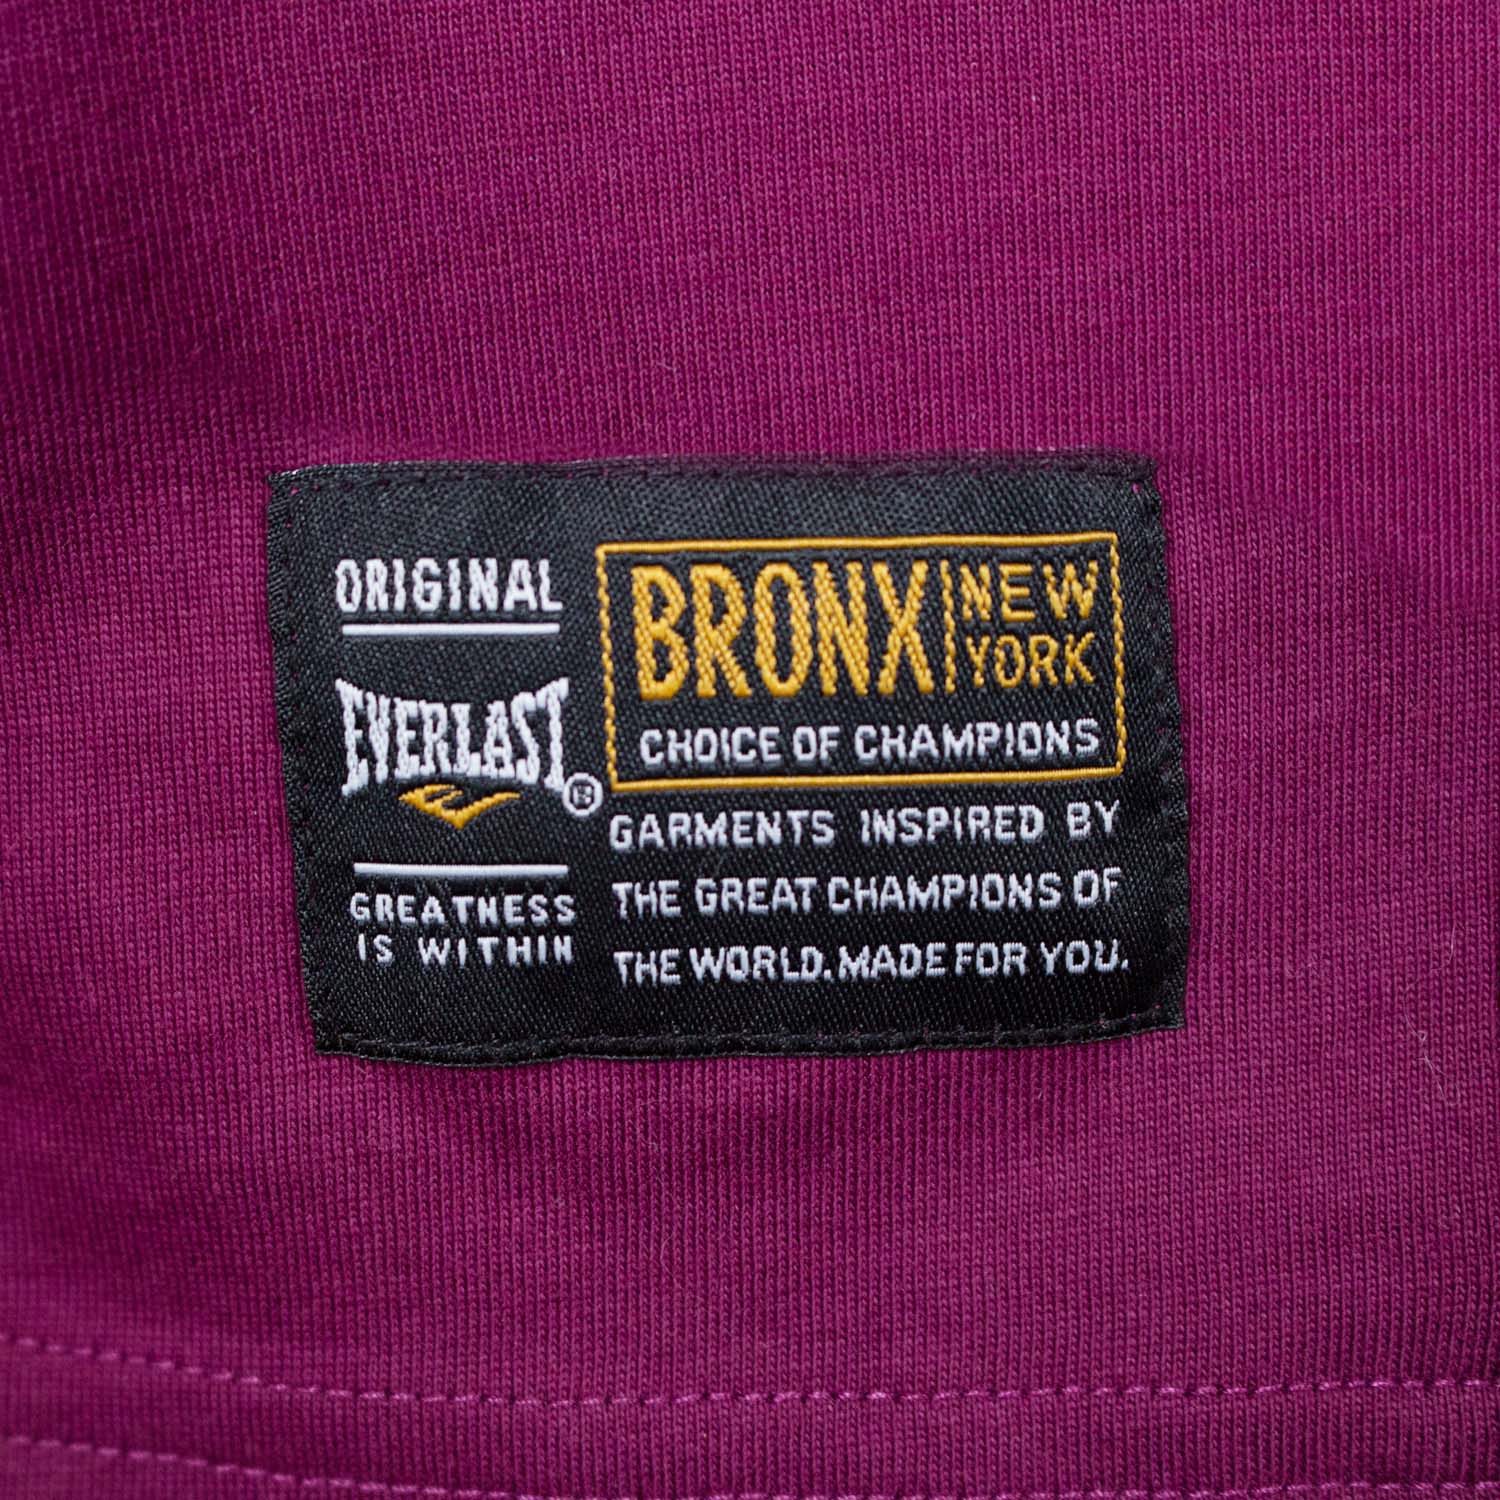 ORIGINAL
EVERLAST®
GREATNESS
IS WITHIN
BRONX
NEW
YORK
CHOICE OF CHAMPIONS
GARMENTS INSPIRED BY
THE GREAT CHAMPIONS OF
THE WORLD. MADE FOR YOU.